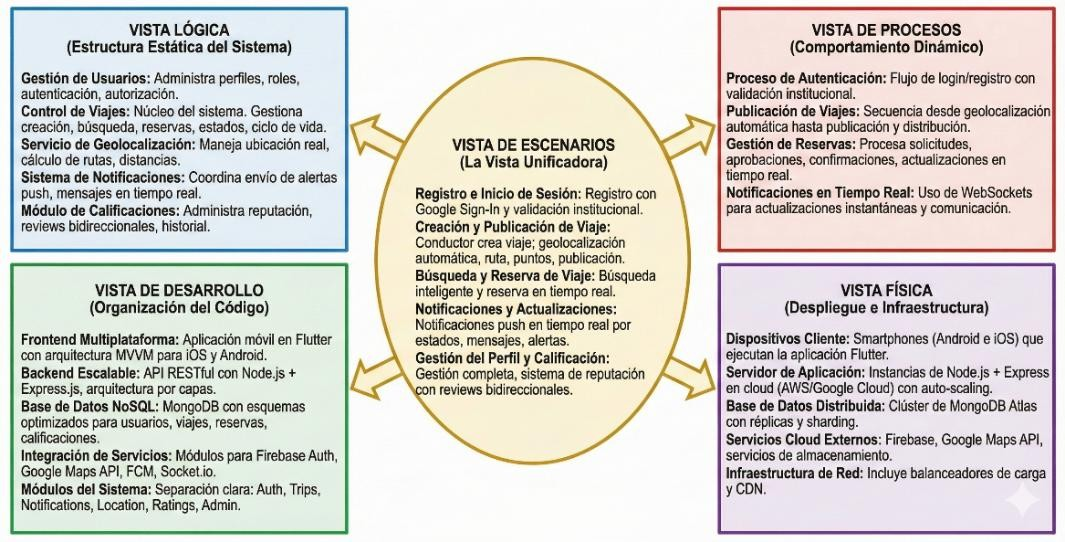 VISTA LÓGICA
(Estructura Estática del Sistema)
Gestión de Usuarios: Administra perfiles, roles,
autenticación, autorización.
Control de Viajes: Núcleo del sistema. Gestiona
creación, búsqueda, reservas, estados, ciclo de vida.
Servicio de Geolocalización: Maneja ubicación real,
cálculo de rutas, distancias.
Sistema de Notificaciones: Coordina envío de alertas
push, mensajes en tiempo real.
Módulo de Calificaciones: Administra reputación,
reviews bidireccionales, historial.
VISTA DE PROCESOS
(Comportamiento Dinámico)
Proceso de Autenticación: Flujo de login/registro con
validación institucional.
Publicación de Viajes: Secuencia desde geolocalización
automática hasta publicación y distribución.
Gestión de Reservas: Procesa solicitudes,
aprobaciones, confirmaciones, actualizaciones en
tiempo real.
Notificaciones en Tiempo Real: Uso de WebSockets
para actualizaciones instantáneas y comunicación.
VISTA DE ESCENARIOS
(La Vista Unificadora)
Registro e Inicio de Sesión: Registro con
Google Sign-In y validación institucional.
Creación y Publicación de Viaje:
Conductor crea viaje; geolocalización
automática, ruta, puntos, publicación.
Búsqueda y Reserva de Viaje: Búsqueda
inteligente y reserva en tiempo real.
Notificaciones y Actualizaciones:
Notificaciones push en tiempo real por
estados, mensajes, alertas.
Gestión del Perfil y Calificación:
Gestión completa, sistema de reputación
con reviews bidireccionales.
VISTA DE DESARROLLO
(Organización del Código)
Frontend Multiplataforma: Aplicación móvil en Flutter
con arquitectura MVVM para iOS y Android.
Backend Escalable: API RESTful con Node.js +
Express.js, arquitectura por capas.
Base de Datos NoSQL: MongoDB con esquemas
optimizados para usuarios, viajes, reservas,
calificaciones.
Integración de Servicios: Módulos para Firebase Auth,
Google Maps API, FCM, Socket.io.
Módulos del Sistema: Separación clara: Auth, Trips,
Notifications, Location, Ratings, Admin.
VISTA FÍSICA
(Despliegue e Infraestructura)
Dispositivos Cliente: Smartphones (Android e iOS) que
ejecutan la aplicación Flutter.
Servidor de Aplicación: Instancias de Node.js + Express
en cloud (AWS/Google Cloud) con auto-scaling.
Base de Datos Distribuida: Clúster de MongoDB Atlas
con réplicas y sharding.
Servicios Cloud Externos: Firebase, Google Maps API,
servicios de almacenamiento.
Infraestructura de Red: Incluye balanceadores de carga
y CDN.